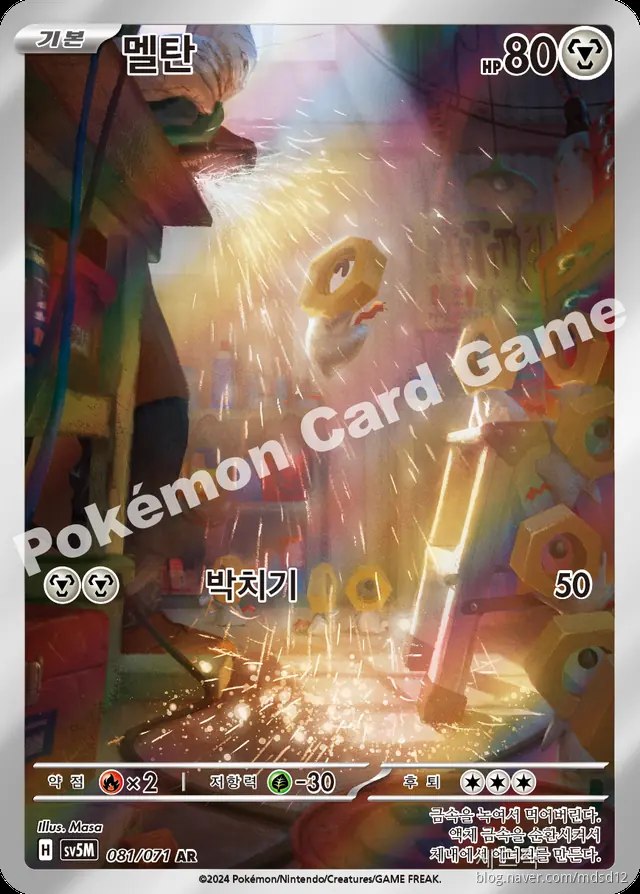 기본 멜탄 HP 80
Pokémon Card Game
박치기 50
약점 ×2 저항력 -30 후퇴
Illus. Masa
H sv5M 081/071 AR
금속을 녹여서 먹어버린다.
액체 금속을 순환시켜서
체내에서 에너지를 만든다.
©2024 Pokémon/Nintendo/Creatures/GAME FREAK.
blog.naver.com/mdsd12